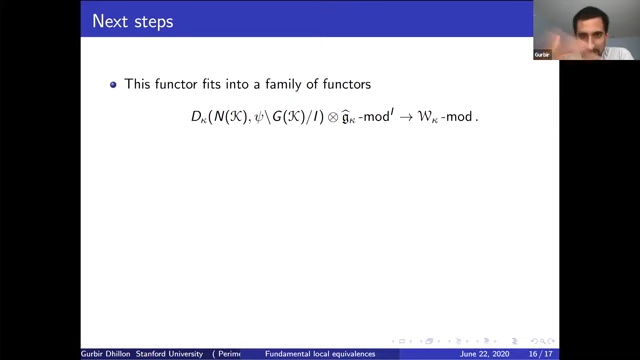 Next steps
This functor fits into a family of functors
D_κ(N(𝒦), ψ\G(𝒦)/I) ⊗ ĝ_κ -mod^I → 𝒲_κ -mod .
Gurbir
Gurbir Dhillon Stanford University ( Perime
Fundamental local equivalences
June 22, 2020
16 / 17